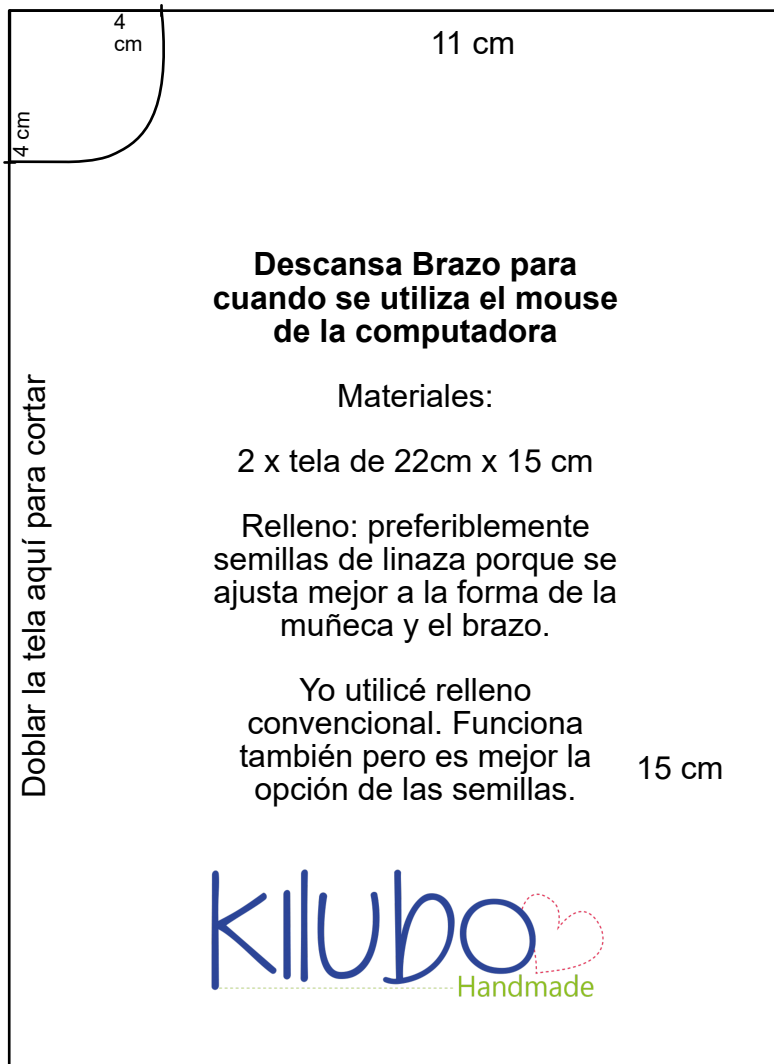 4
cm
11 cm
4 cm
Descansa Brazo para
cuando se utiliza el mouse
de la computadora
Materiales:
2 x tela de 22cm x 15 cm
Relleno: preferiblemente
semillas de linaza porque se
ajusta mejor a la forma de la
muñeca y el brazo.
Yo utilicé relleno
convencional. Funciona
también pero es mejor la
opción de las semillas.
15 cm
Doblar la tela aquí para cortar
kilubo
Handmade